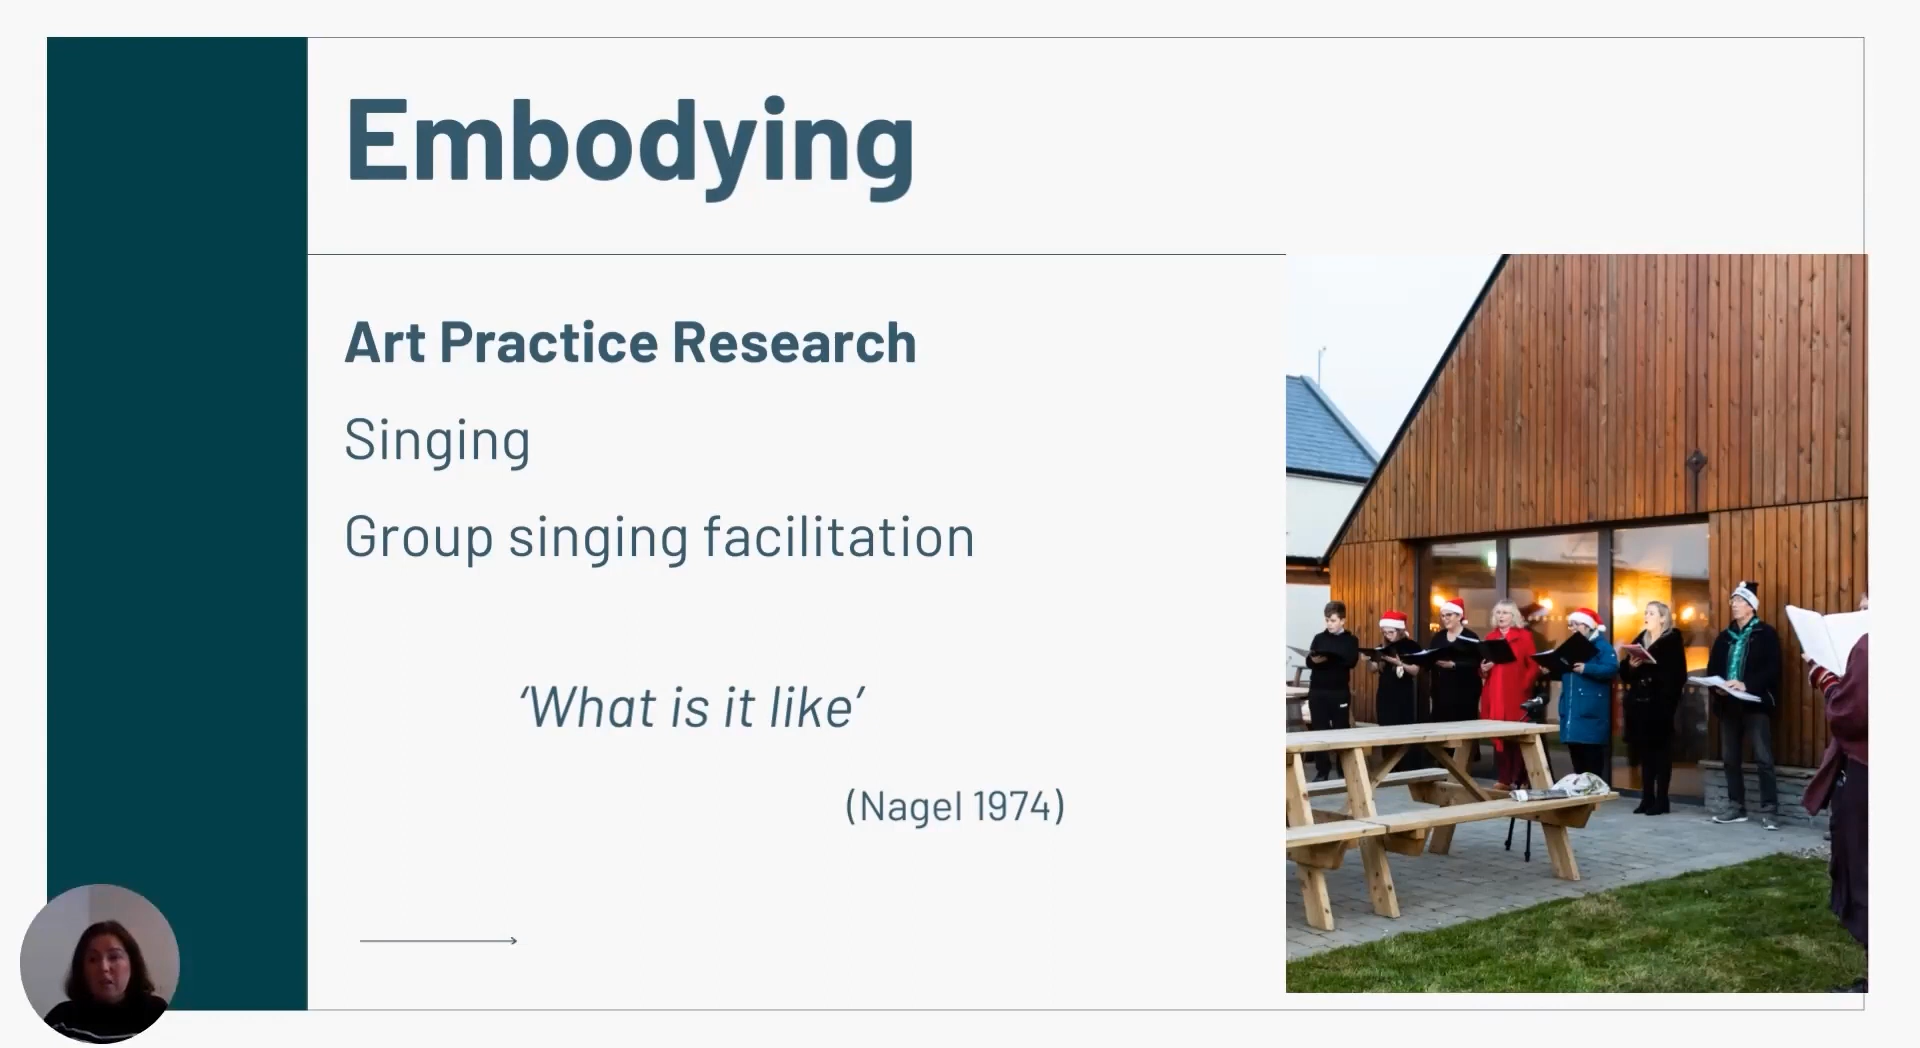 Embodying
Art Practice Research
Singing
Group singing facilitation
‘What is it like’
(Nagel 1974)